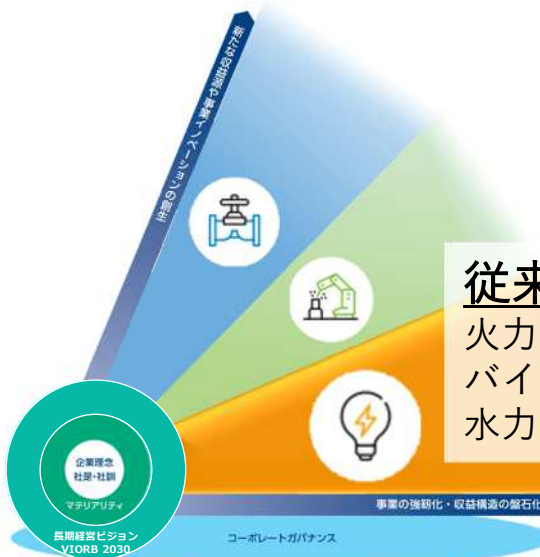 新たな収益源や事業イノベーションの創生
従来
火力
バイ
水力
企業理念
社是・社訓
マテリアリティ
長期経営ビジョン
VIORB 2030
事業の強靭化・収益構造の盤石化
コーポレートガバナンス